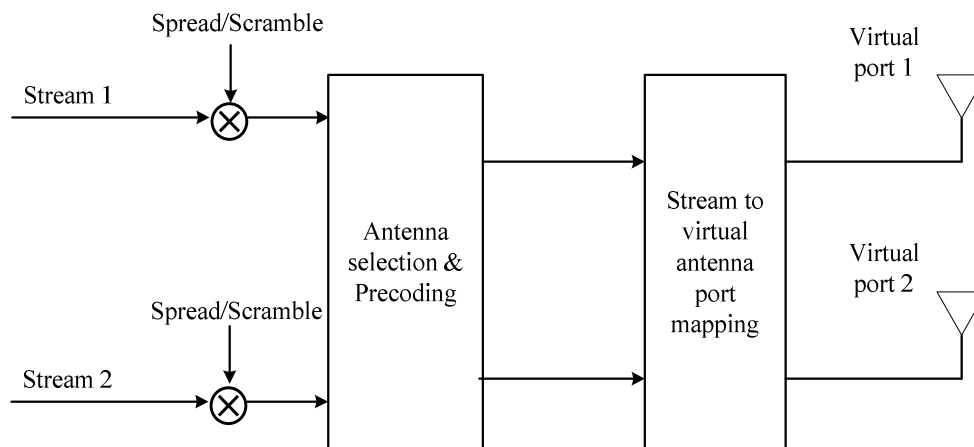 Spread/Scramble
Stream 1
Spread/Scramble
Stream 2
Antenna
selection &
Precoding
Stream to
virtual
antenna
port
mapping
Virtual
port 1
Virtual
port 2